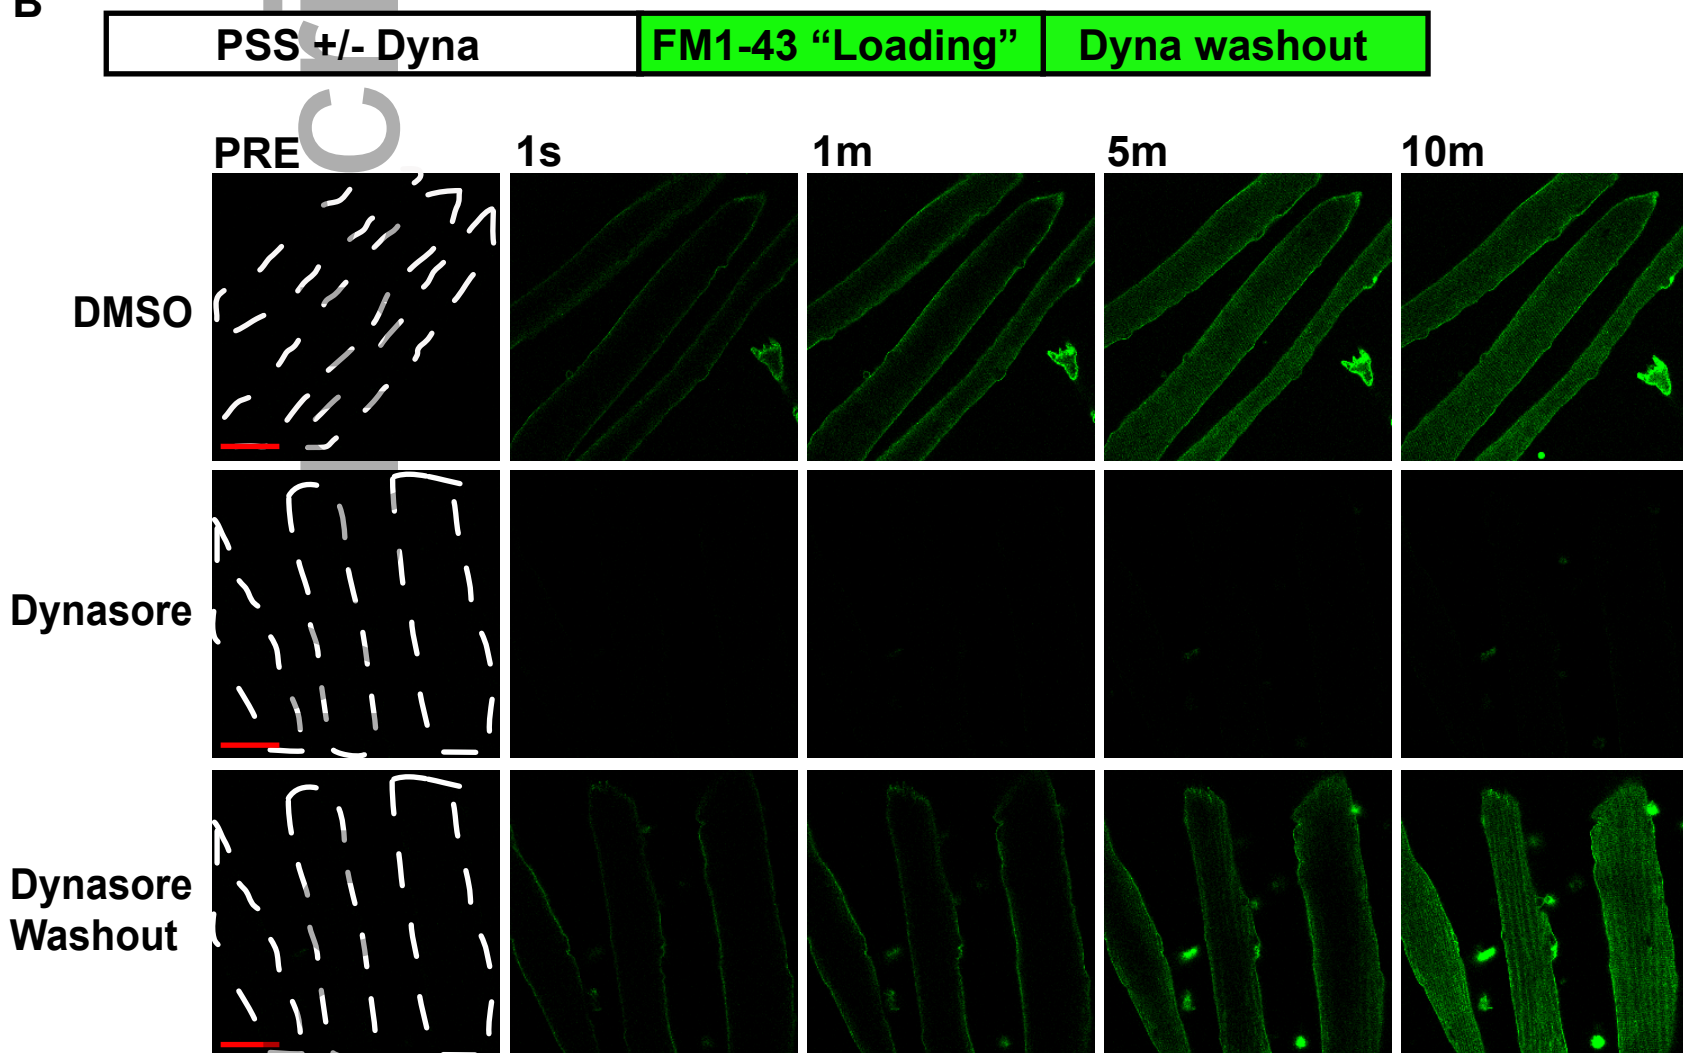 B
PSS +/- Dyna
FM1-43 “Loading”
Dyna washout
PRE
1s
1m
5m
10m
DMSO
Dynasore
Dynasore
Washout